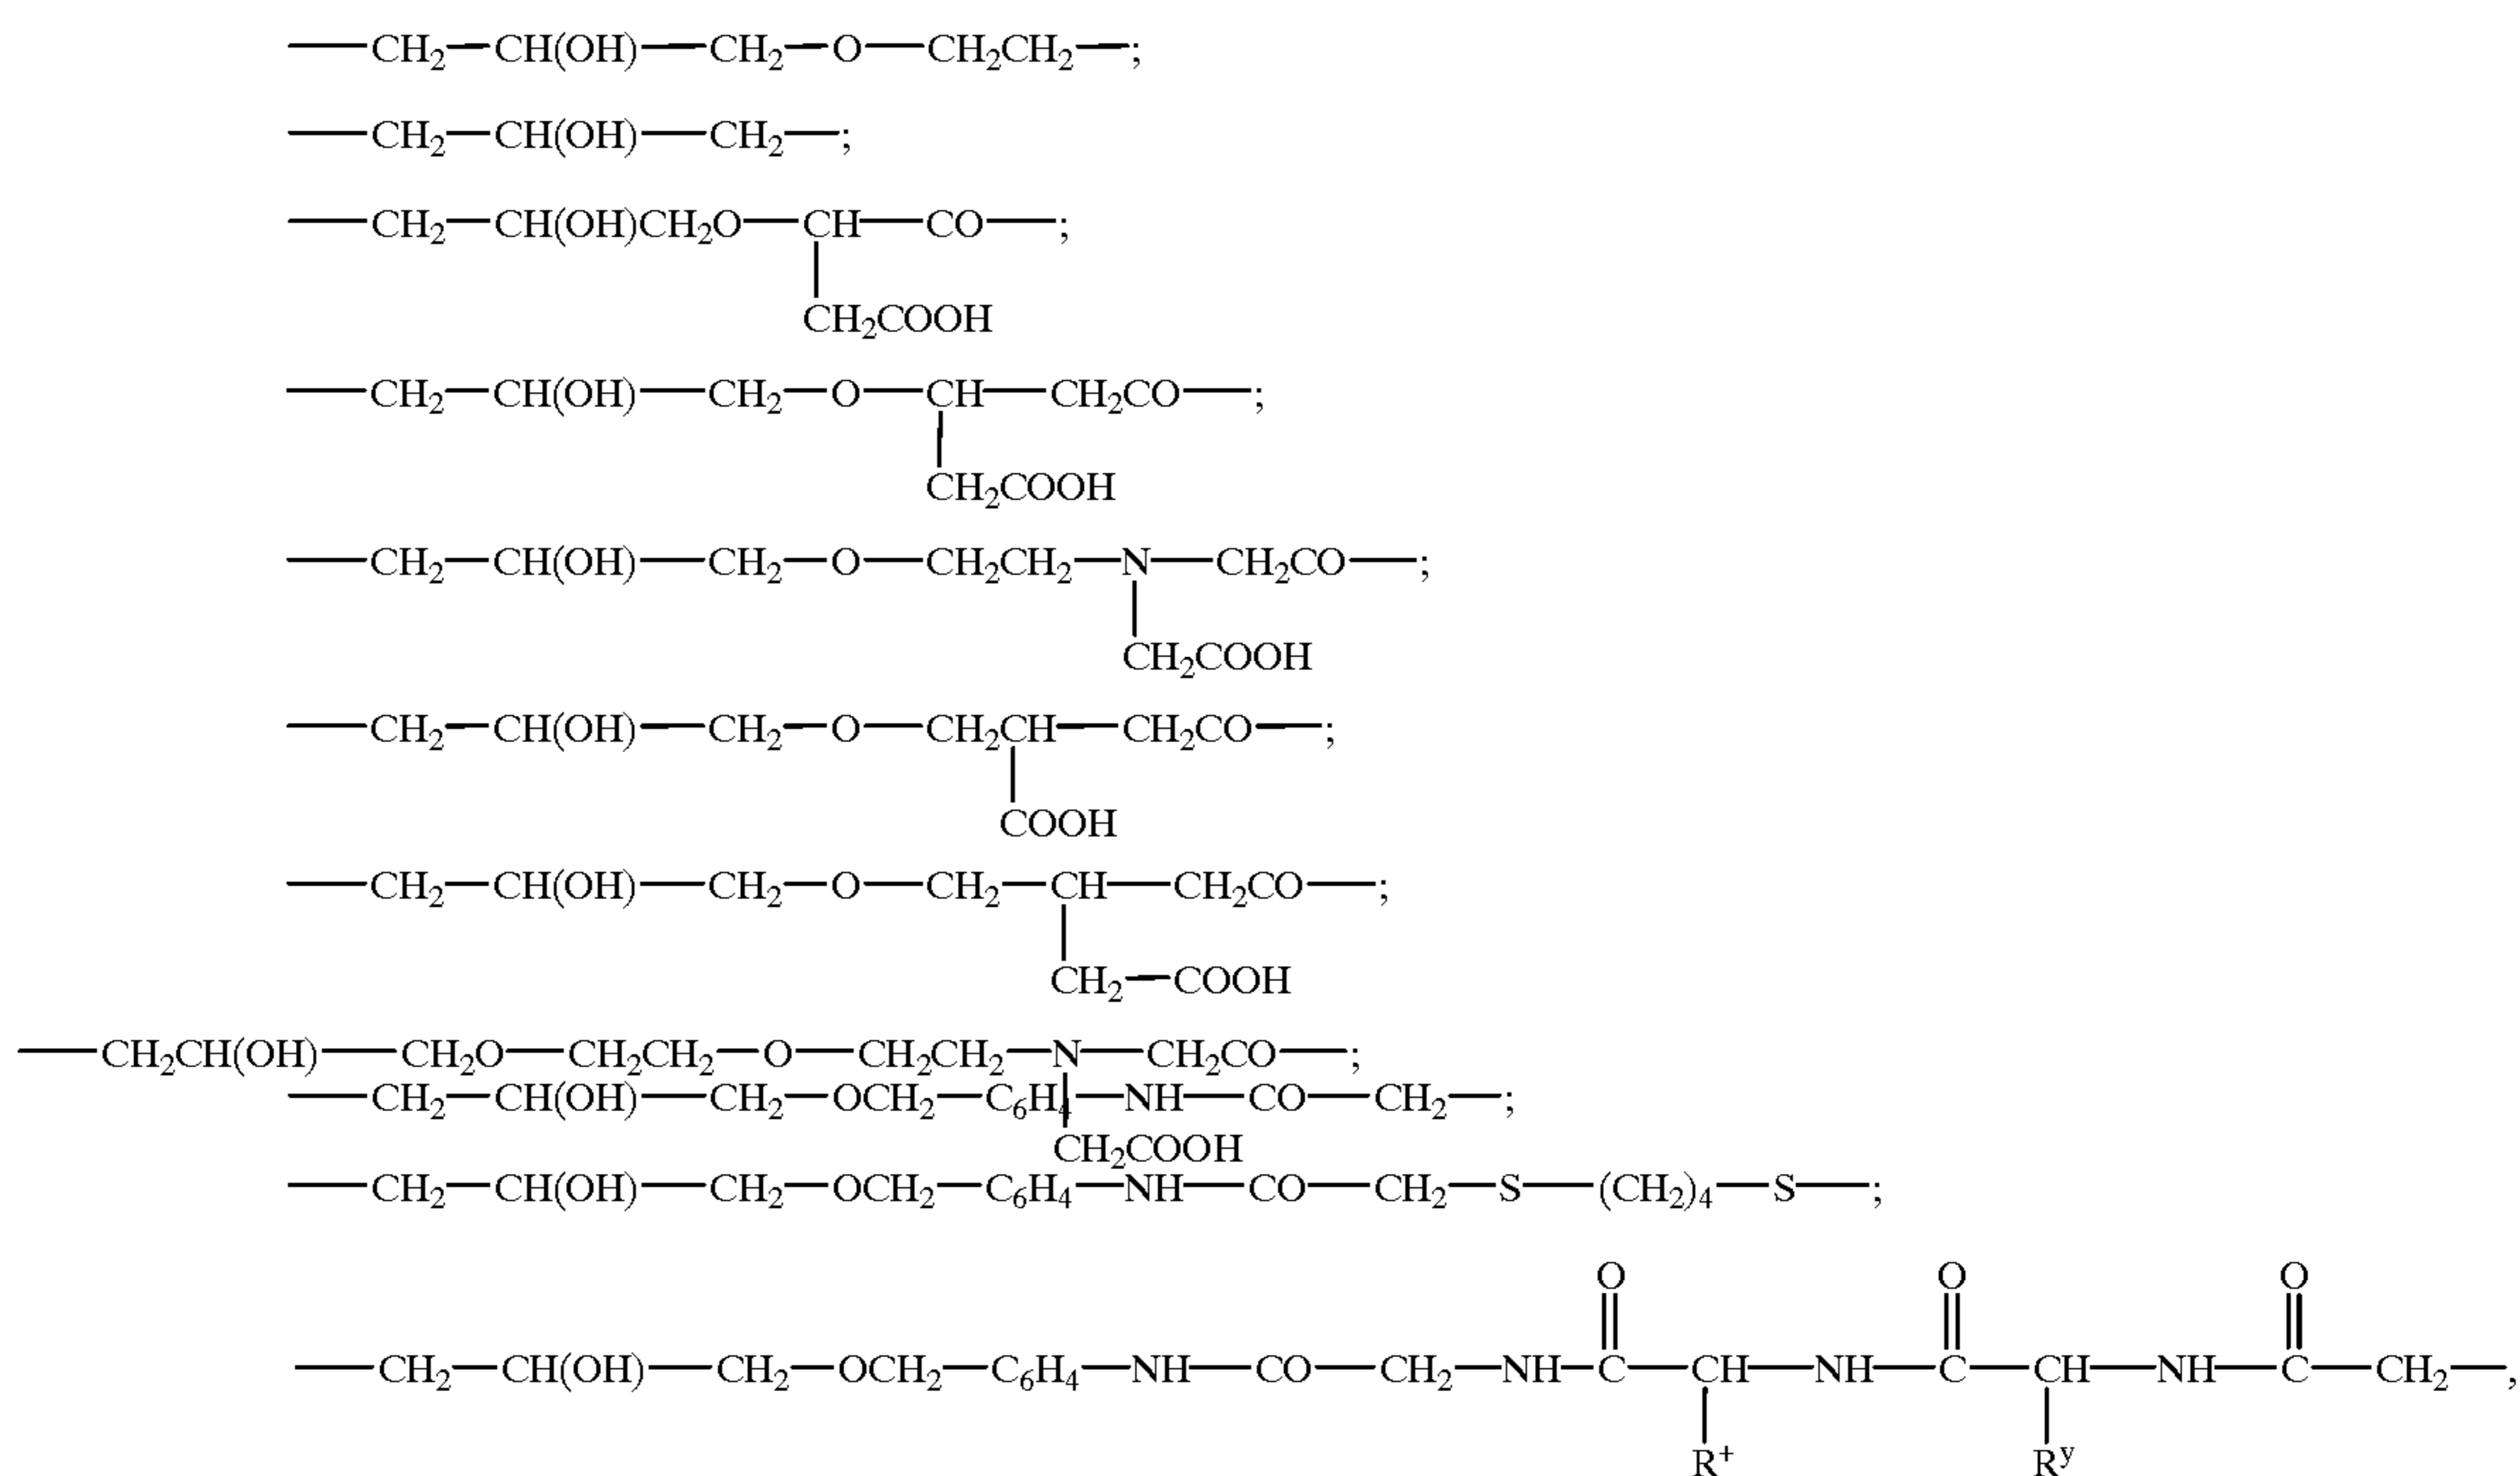 —CH₂—CH(OH)—CH₂—O—CH₂CH₂—;
—CH₂—CH(OH)—CH₂—;
—CH₂—CH(OH)CH₂O—CH—CO—;
CH₂COOH
—CH₂—CH(OH)—CH₂—O—CH—CH₂CO—;
CH₂COOH
—CH₂—CH(OH)—CH₂—O—CH₂CH₂—N—CH₂CO—;
CH₂COOH
—CH₂—CH(OH)—CH₂—O—CH₂CH—CH₂CO—;
COOH
—CH₂—CH(OH)—CH₂—O—CH₂—CH—CH₂CO—;
CH₂—COOH
—CH₂CH(OH)—CH₂O—CH₂CH₂—O—CH₂CH₂—N—CH₂CO—;
—CH₂—CH(OH)—CH₂—OCH₂—C₆H₄—NH—CO—CH₂—;
CH₂COOH
—CH₂—CH(OH)—CH₂—OCH₂—C₆H₄—NH—CO—CH₂—S—(CH₂)₄—S—;
O O O
—CH₂—CH(OH)—CH₂—OCH₂—C₆H₄—NH—CO—CH₂—NH—C—CH—NH—C—CH—NH—C—CH₂—,
R⁺ Rʸ